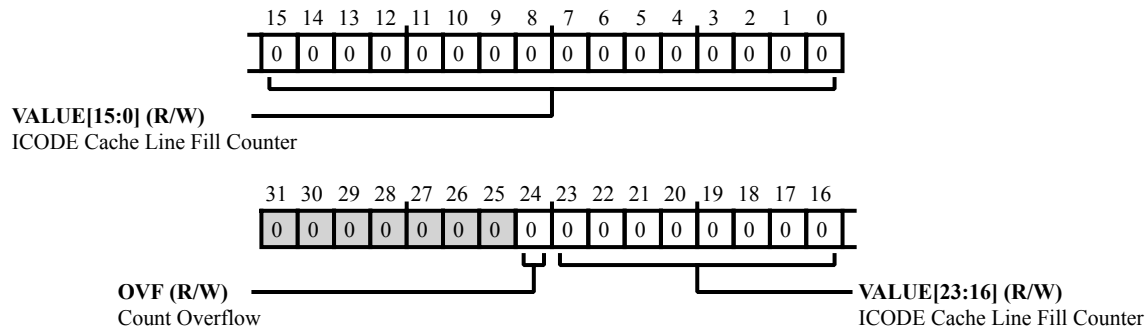 15 14 13 12 11 10 9 8 7 6 5 4 3 2 1 0
0 0 0 0 0 0 0 0 0 0 0 0 0 0 0 0
VALUE[15:0] (R/W)
ICODE Cache Line Fill Counter
31 30 29 28 27 26 25 24 23 22 21 20 19 18 17 16
0 0 0 0 0 0 0 0 0 0 0 0 0 0 0 0
OVF (R/W)
Count Overflow
VALUE[23:16] (R/W)
ICODE Cache Line Fill Counter